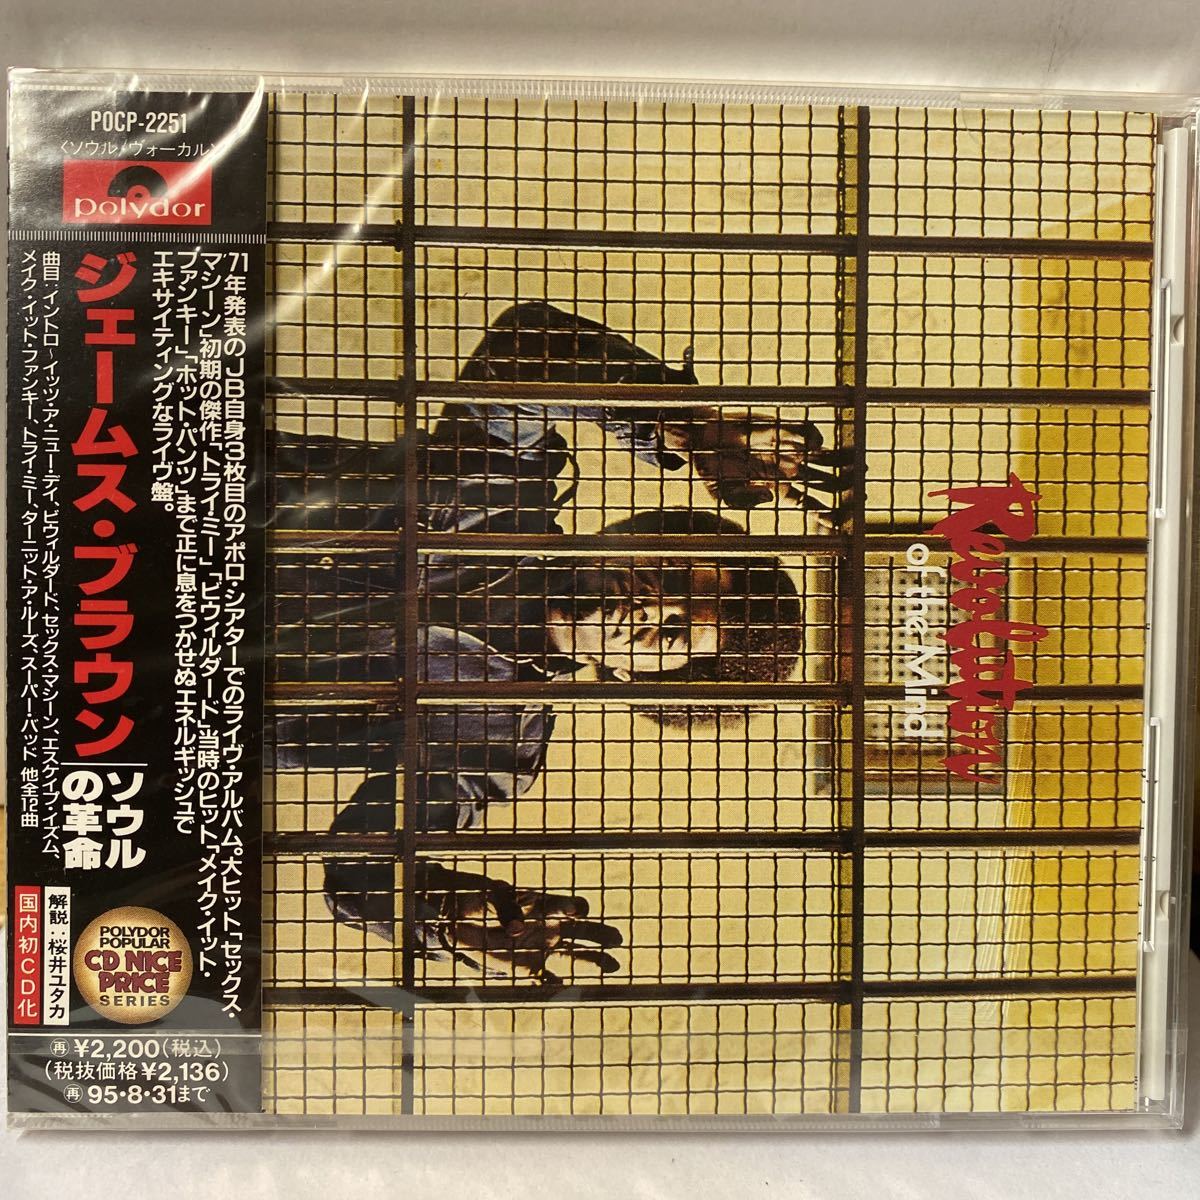 POCP-2251
〈ソウル・ヴォーカル〉
polydor
'71年発表のJB自身3枚目のアポロ・シアターでのライヴ・アルバム。大ヒット「セックス・
マシーン」初期の傑作「トライ・ミー」「ビウィルダード」当時のヒット「メイク・イット・
ファンキー」「ホット・パンツ」まで正に息をつかせぬエネルギッシュで
エキサイティングなライヴ盤。
ジェームス・ブラウン
ソウル
の革命
曲目:イントロ〜イッツ・ア・ニュー・デイ、ビウィルダード、セックス・マシーン、エスケイプ・イズム、
メイク・イット・ファンキー、トライ・ミー、ターニット・ア・ルーズ、スーパー・バッド 他全12曲
解説:桜井ユタカ
国内初CD化
POLYDOR
POPULAR
CD NICE
PRICE
SERIES
再¥2,200(税込)
(税抜価格¥2,136)
再95・8・31まで
Revolution
of the Mind